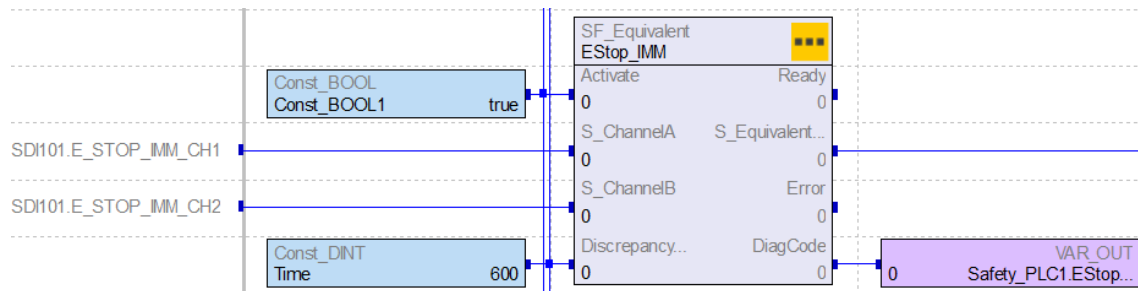 SF_Equivalent
EStop_IMM
Const_BOOL
Const_BOOL1 true
Activate Ready
0 0
SDI101.E_STOP_IMM_CH1
S_ChannelA S_Equivalent...
0 0
SDI101.E_STOP_IMM_CH2
S_ChannelB Error
0 0
Const_DINT
Time 600
Discrepancy... DiagCode
0 0
VAR_OUT
0 Safety_PLC1.EStop...